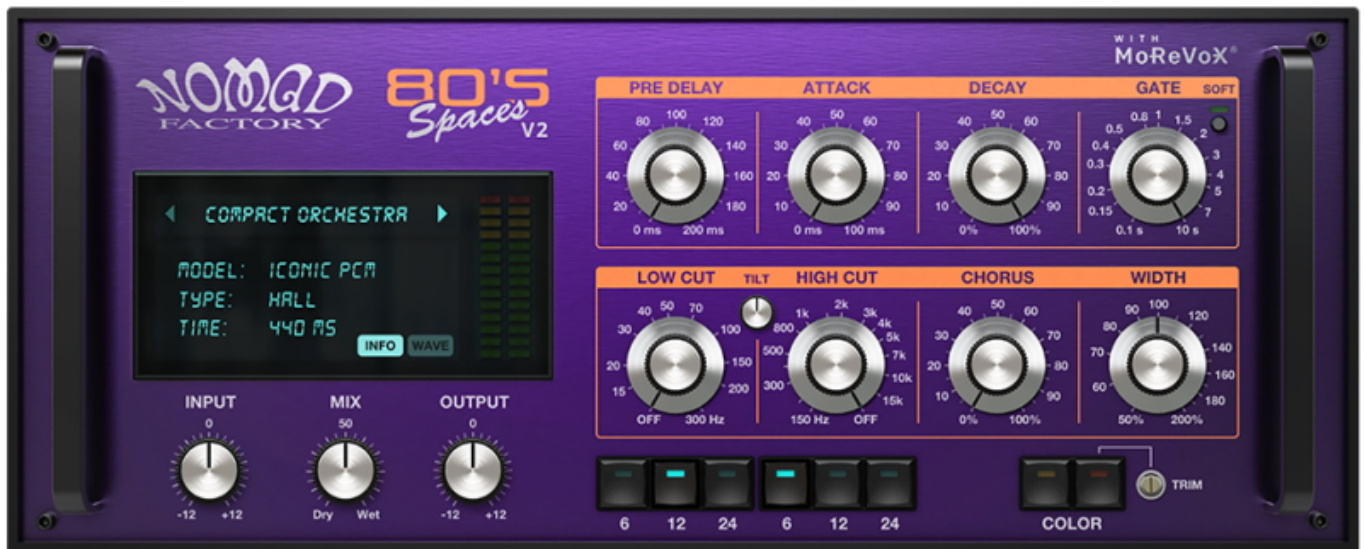 WITH
MoReVoX®
NOMAD
FACTORY
80'S
Spaces
V2
PRE DELAY ATTACK DECAY GATE SOFT
0 ms 20 40 60 80 100 120 140 160 180 200 ms
0 ms 10 20 30 40 50 60 70 80 90 100 ms
0% 10 20 30 40 50 60 70 80 90 100%
0.1 s 0.15 0.2 0.3 0.4 0.5 0.8 1 1.5 2 3 4 5 7 10 s
COMPACT ORCHESTRA
MODEL: ICONIC PCM
TYPE: HALL
TIME: 440 MS
INFO WAVE
LOW CUT TILT HIGH CUT CHORUS WIDTH
OFF 15 20 30 40 50 70 100 150 200 300 Hz
150 Hz 300 500 800 1k 2k 3k 4k 5k 7k 10k 15k OFF
0% 10 20 30 40 50 60 70 80 90 100%
50% 60 70 80 90 100 120 140 160 180 200%
INPUT MIX OUTPUT
0 50 0
-12 +12 Dry Wet -12 +12
6 12 24 6 12 24
COLOR
TRIM